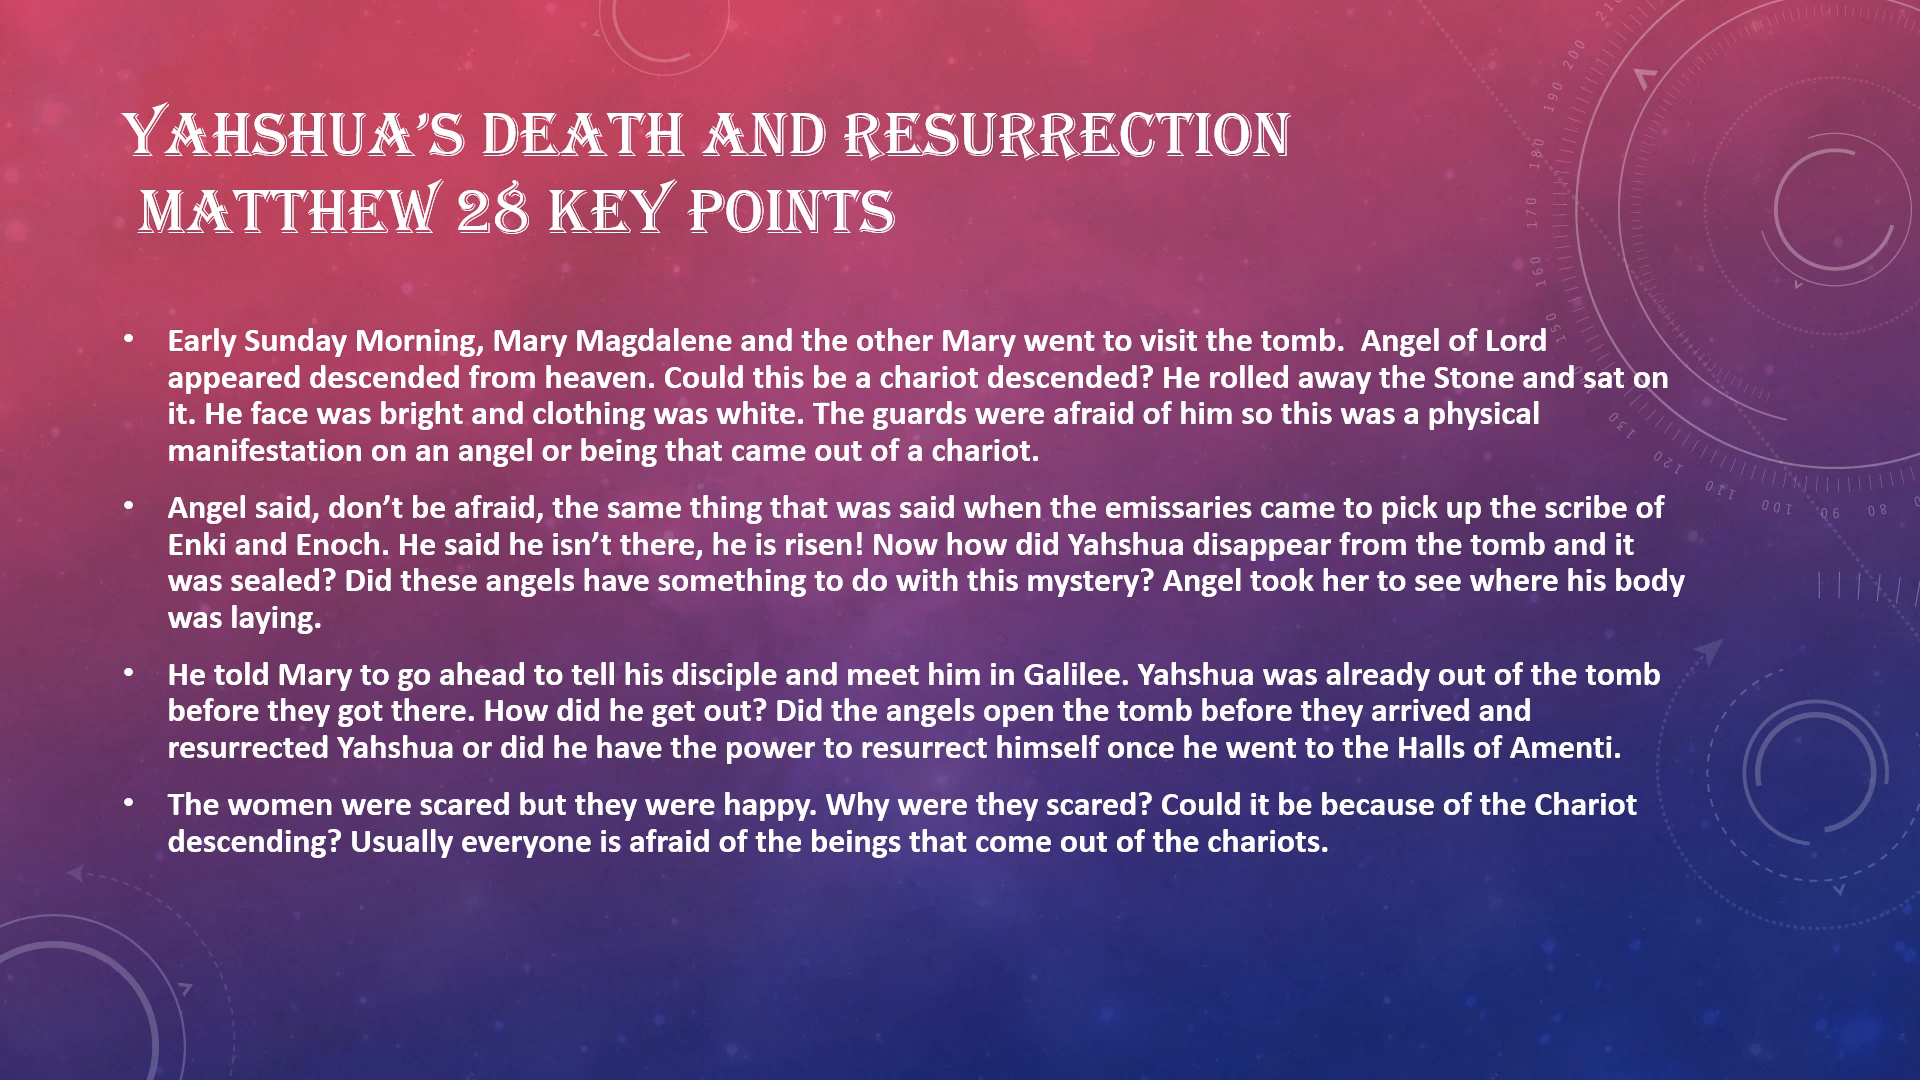 YAHSHUA’S DEATH AND RESURRECTION
MATTHEW 28 KEY POINTS
• Early Sunday Morning, Mary Magdalene and the other Mary went to visit the tomb.  Angel of Lord
appeared descended from heaven. Could this be a chariot descended? He rolled away the Stone and sat on
it. He face was bright and clothing was white. The guards were afraid of him so this was a physical
manifestation on an angel or being that came out of a chariot.
• Angel said, don’t be afraid, the same thing that was said when the emissaries came to pick up the scribe of
Enki and Enoch. He said he isn’t there, he is risen! Now how did Yahshua disappear from the tomb and it
was sealed? Did these angels have something to do with this mystery? Angel took her to see where his body
was laying.
• He told Mary to go ahead to tell his disciple and meet him in Galilee. Yahshua was already out of the tomb
before they got there. How did he get out? Did the angels open the tomb before they arrived and
resurrected Yahshua or did he have the power to resurrect himself once he went to the Halls of Amenti.
• The women were scared but they were happy. Why were they scared? Could it be because of the Chariot
descending? Usually everyone is afraid of the beings that come out of the chariots.
200
190
180
170
160
150
130
120
110
100
90
80